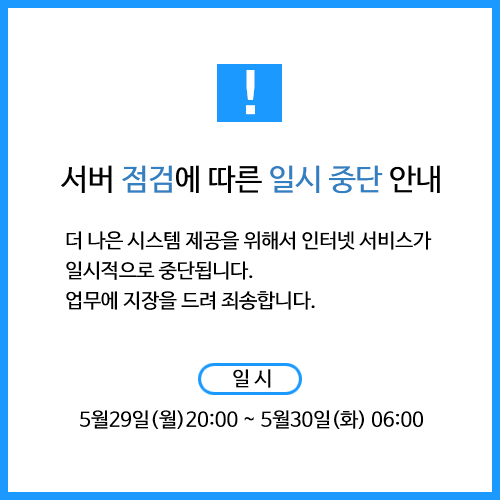 !
서버 점검에 따른 일시 중단 안내
더 나은 시스템 제공을 위해서 인터넷 서비스가
일시적으로 중단됩니다.
업무에 지장을 드려 죄송합니다.
일 시
5월29일(월)20:00 ~ 5월30일(화) 06:00